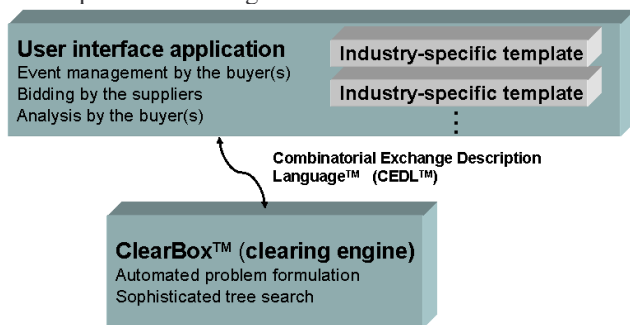 User interface application
Event management by the buyer(s)
Bidding by the suppliers
Analysis by the buyer(s)
Industry-specific template
Industry-specific template
Combinatorial Exchange Description
Language™ (CEDL™)
ClearBox™ (clearing engine)
Automated problem formulation
Sophisticated tree search